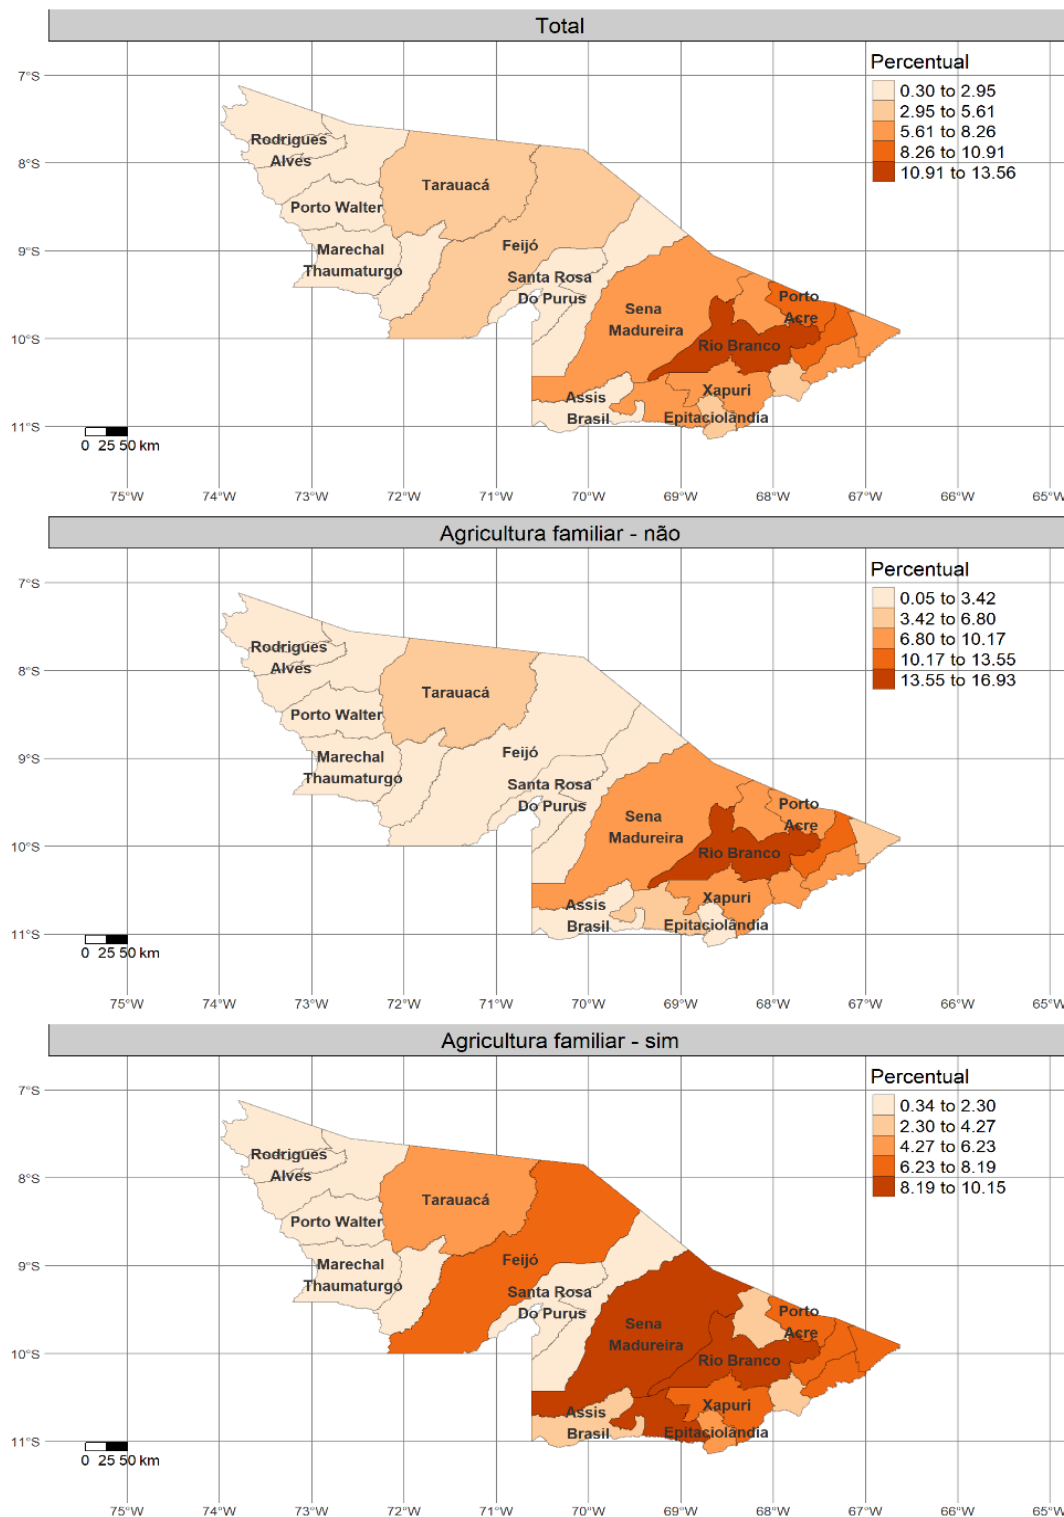 Total
Percentual
0.30 to 2.95
2.95 to 5.61
5.61 to 8.26
8.26 to 10.91
10.91 to 13.56
7°S
8°S
9°S
10°S
11°S
Rodrigues
Alves
Tarauacá
Porto Walter
Marechal
Thaumaturgo
Feijó
Santa Rosa
Do Purus
Sena
Madureira
Porto
Acre
Rio Branco
Xapuri
Assis
Brasil
Epitaciolândia
0 25 50 km
75°W 74°W 73°W 72°W 71°W 70°W 69°W 68°W 67°W 66°W 65°W
Agricultura familiar - não
Percentual
0.05 to 3.42
3.42 to 6.80
6.80 to 10.17
10.17 to 13.55
13.55 to 16.93
7°S
8°S
9°S
10°S
11°S
Rodrigues
Alves
Tarauacá
Porto Walter
Marechal
Thaumaturgo
Feijó
Santa Rosa
Do Purus
Sena
Madureira
Porto
Acre
Rio Branco
Xapuri
Assis
Brasil
Epitaciolândia
0 25 50 km
75°W 74°W 73°W 72°W 71°W 70°W 69°W 68°W 67°W 66°W 65°W
Agricultura familiar - sim
Percentual
0.34 to 2.30
2.30 to 4.27
4.27 to 6.23
6.23 to 8.19
8.19 to 10.15
7°S
8°S
9°S
10°S
11°S
Rodrigues
Alves
Tarauacá
Porto Walter
Marechal
Thaumaturgo
Feijó
Santa Rosa
Do Purus
Sena
Madureira
Porto
Acre
Rio Branco
Xapuri
Assis
Brasil
Epitaciolândia
0 25 50 km
75°W 74°W 73°W 72°W 71°W 70°W 69°W 68°W 67°W 66°W 65°W